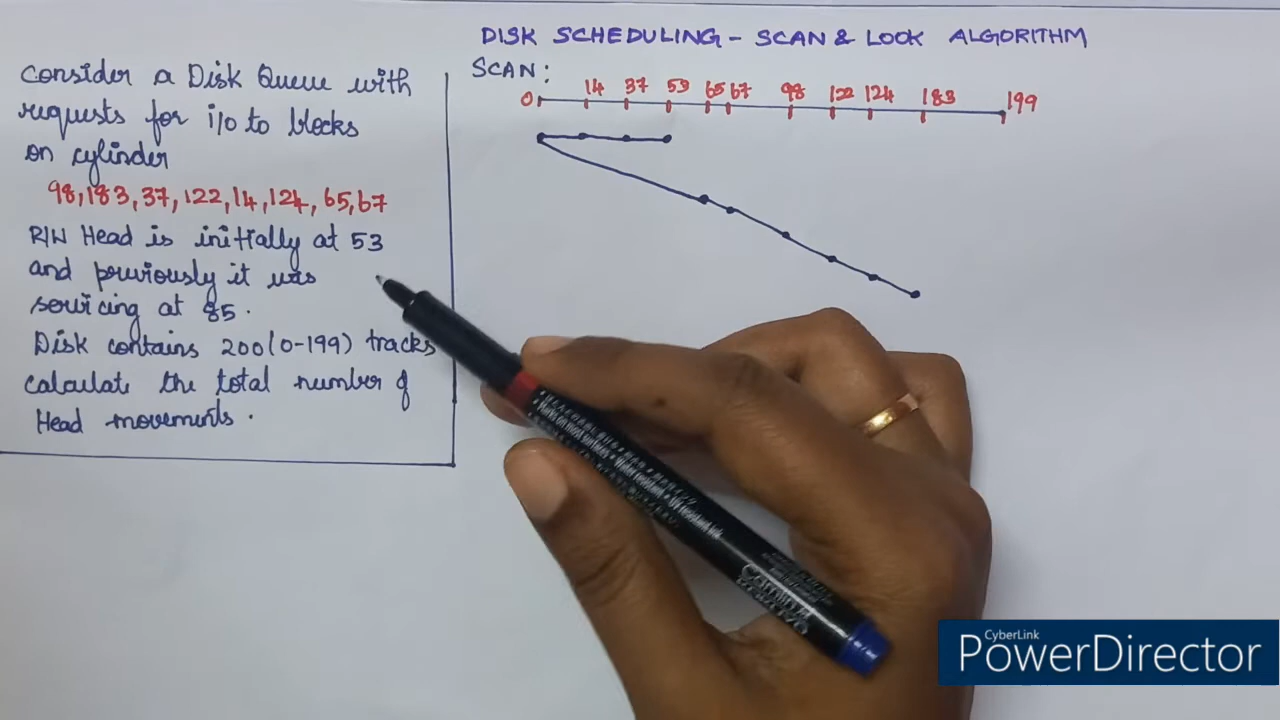 DISK SCHEDULING - SCAN & LOOK ALGORITHM
Consider a Disk Queue with
requests for i/o to blocks
on cylinder
98,183,37,122,14,124,65,67
R/W Head is initially at 53
and previously it was
servicing at 85.
Disk contains 200(0-199) tracks
calculate the total number of
Head movements.
SCAN:
0 14 37 53 65 67 98 122 124 183 199
CyberLink
PowerDirector